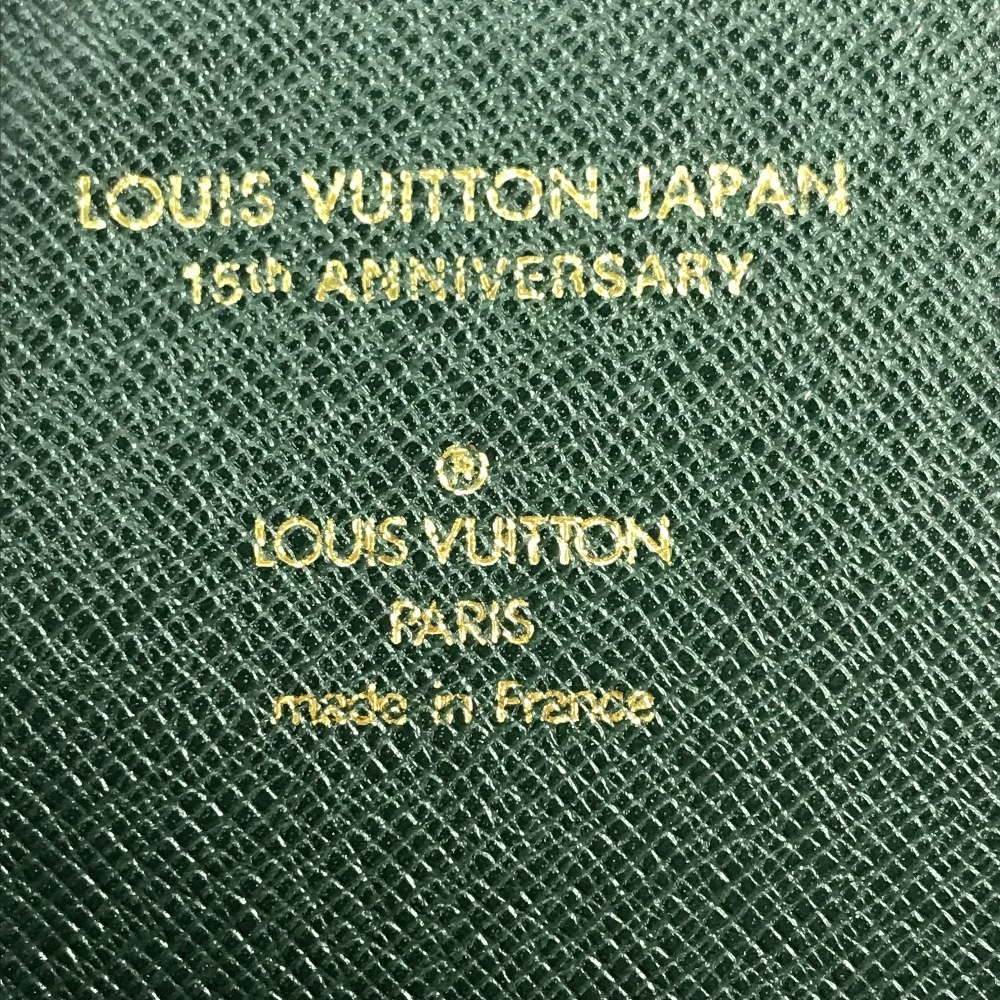 LOUIS VUITTON JAPAN
15th ANNIVERSARY
®
LOUIS VUITTON
PARIS
made in France